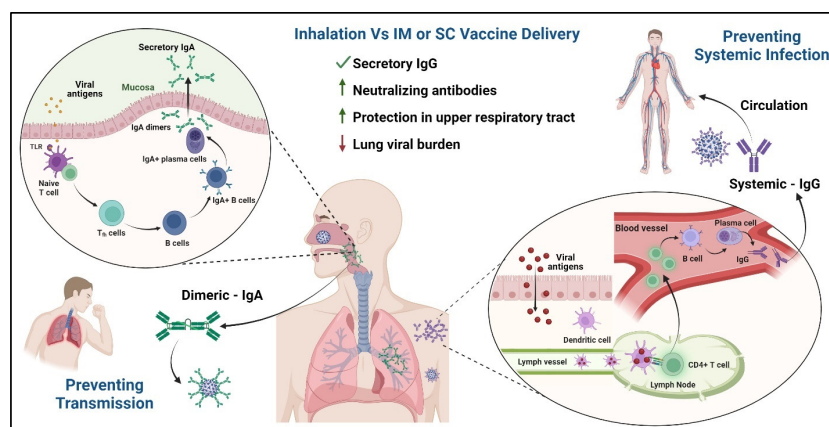 Inhalation Vs IM or SC Vaccine Delivery
Secretory IgG
Neutralizing antibodies
Protection in upper respiratory tract
Lung viral burden
Secretory IgA
Viral
antigens
Mucosa
IgA dimers
TLR
IgA+ plasma cells
Naive
T cell
IgA+ B cells
Tfh cells
B cells
Dimeric - IgA
Preventing
Transmission
Preventing
Systemic Infection
Circulation
Systemic - IgG
Blood vessel
Plasma cell
B cell
IgG
Viral
antigens
Dendritic cell
Lymph vessel
CD4+ T cell
Lymph Node